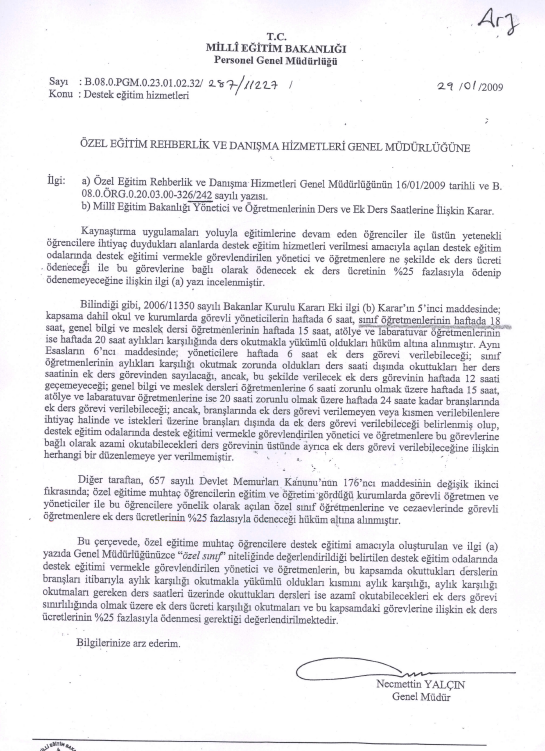 Arş
T.C.
MİLLÎ EĞİTİM BAKANLIĞI
Personel Genel Müdürlüğü
Sayı : B.08.0.PGM.0.23.01.02.32/ 287/11227 / 29/01/2009
Konu : Destek eğitim hizmetleri
ÖZEL EĞİTİM REHBERLİK VE DANIŞMA HİZMETLERİ GENEL MÜDÜRLÜĞÜNE
İlgi: a) Özel Eğitim Rehberlik ve Danışma Hizmetleri Genel Müdürlüğünün 16/01/2009 tarihli ve B.
08.0.ÖRG.0.20.03.00-326/242 sayılı yazısı.
b) Millî Eğitim Bakanlığı Yönetici ve Öğretmenlerinin Ders ve Ek Ders Saatlerine İlişkin Karar.
Kaynaştırma uygulamaları yoluyla eğitimlerine devam eden öğrenciler ile üstün yetenekli
öğrencilere ihtiyaç duydukları alanlarda destek eğitim hizmetleri verilmesi amacıyla açılan destek eğitim
odalarında destek eğitimi vermekle görevlendirilen yönetici ve öğretmenlere ne şekilde ek ders ücreti
ödeneceği ile bu görevlerine bağlı olarak ödenecek ek ders ücretinin %25 fazlasıyla ödenip
ödenemeyeceğine ilişkin ilgi (a) yazı incelenmiştir.
Bilindiği gibi, 2006/11350 sayılı Bakanlar Kurulu Kararı Eki ilgi (b) Karar'ın 5'inci maddesinde;
kapsama dahil okul ve kurumlarda görevli yöneticilerin haftada 6 saat, sınıf öğretmenlerinin haftada 18
saat, genel bilgi ve meslek dersi öğretmenlerinin haftada 15 saat, atölye ve labaratuvar öğretmenlerinin
ise haftada 20 saat aylıkları karşılığında ders okutmakla yükümlü oldukları hüküm altına alınmıştır. Aynı
Esasların 6'ncı maddesinde; yöneticilere haftada 6 saat ek ders görevi verilebileceği; sınıf
öğretmenlerinin aylıkları karşılığı okutmak zorunda oldukları ders saati dışında okuttukları her ders
saatinin ek ders görevinden sayılacağı, ancak, bu şekilde verilecek ek ders görevinin haftada 12 saati
geçemeyeceği; genel bilgi ve meslek dersleri öğretmenlerine 6 saati zorunlu olmak üzere haftada 15 saat,
atölye ve labaratuvar öğretmenlerine ise 20 saati zorunlu olmak üzere haftada 24 saate kadar branşlarında
ek ders görevi verilebileceği; ancak, branşlarında ek ders görevi verilemeyen veya kısmen verilebilenlere
ihtiyaç halinde ve istekleri üzerine branşları dışında da ek ders görevi verilebileceği belirlenmiş olup,
destek eğitim odalarında destek eğitimi vermekle görevlendirilen yönetici ve öğretmenlere bu görevlerine
bağlı olarak azami okutabilecekleri ders görevinin üstünde ayrıca ek ders görevi verilebileceğine ilişkin
herhangi bir düzenlemeye yer verilmemiştir.
Diğer taraftan, 657 sayılı Devlet Memurları Kanunu'nun 176'ncı maddesinin değişik ikinci
fıkrasında; özel eğitime muhtaç öğrencilerin eğitim ve öğretim gördüğü kurumlarda görevli öğretmen ve
yöneticiler ile bu öğrencilere yönelik olarak açılan özel sınıf öğretmenlerine ve cezaevlerinde görevli
öğretmenlere ek ders ücretlerinin %25 fazlasıyla ödeneceği hüküm altına alınmıştır.
Bu çerçevede, özel eğitime muhtaç öğrencilere destek eğitimi amacıyla oluşturulan ve ilgi (a)
yazıda Genel Müdürlüğünüzce "özel sınıf" niteliğinde değerlendirildiği belirtilen destek eğitim odalarında
destek eğitimi vermekle görevlendirilen yönetici ve öğretmenlerin, bu kapsamda okuttukları derslerin
branşları itibarıyla aylık karşılığı okutmakla yükümlü oldukları kısmını aylık karşılığı, aylık karşılığı
okutmaları gereken ders saatleri üzerinde okuttukları dersleri ise azamî okutabilecekleri ek ders görevi
sınırlılığında olmak üzere ek ders ücreti karşılığı okutmaları ve bu kapsamdaki görevlerine ilişkin ek ders
ücretlerinin %25 fazlasıyla ödenmesi gerektiği değerlendirilmektedir.
Bilgilerinize arz ederim.
Necmettin YALÇIN
Genel Müdür